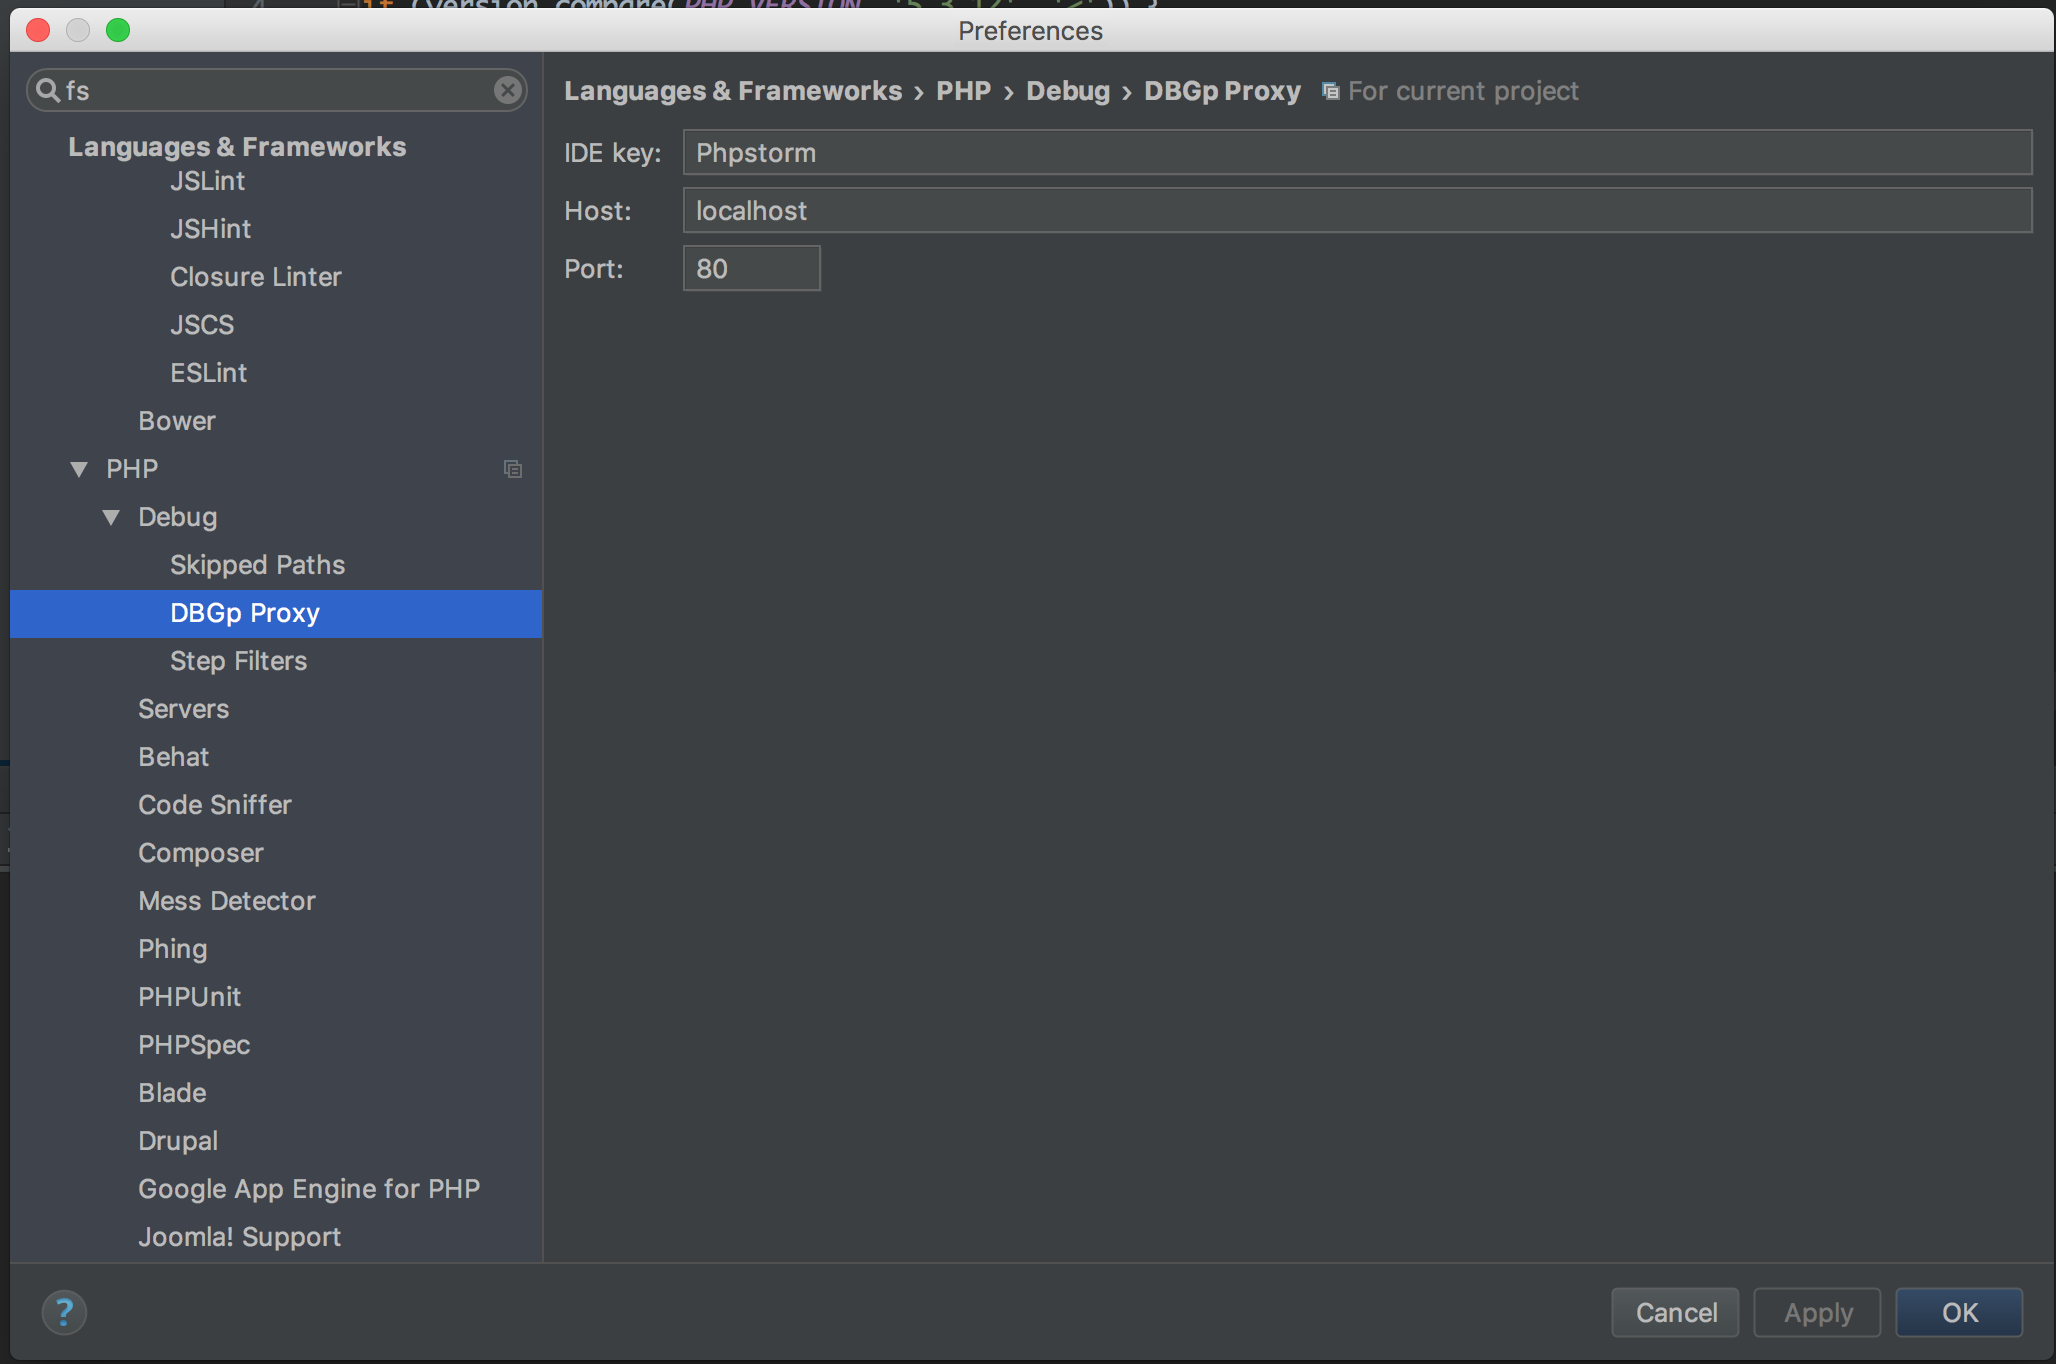 Preferences
fs
Languages & Frameworks
JSLint
JSHint
Closure Linter
JSCS
ESLint
Bower
PHP
Debug
Skipped Paths
DBGp Proxy
Step Filters
Servers
Behat
Code Sniffer
Composer
Mess Detector
Phing
PHPUnit
PHPSpec
Blade
Drupal
Google App Engine for PHP
Joomla! Support
Languages & Frameworks › PHP › Debug › DBGp Proxy For current project
IDE key: Phpstorm
Host: localhost
Port: 80
?
Cancel Apply OK